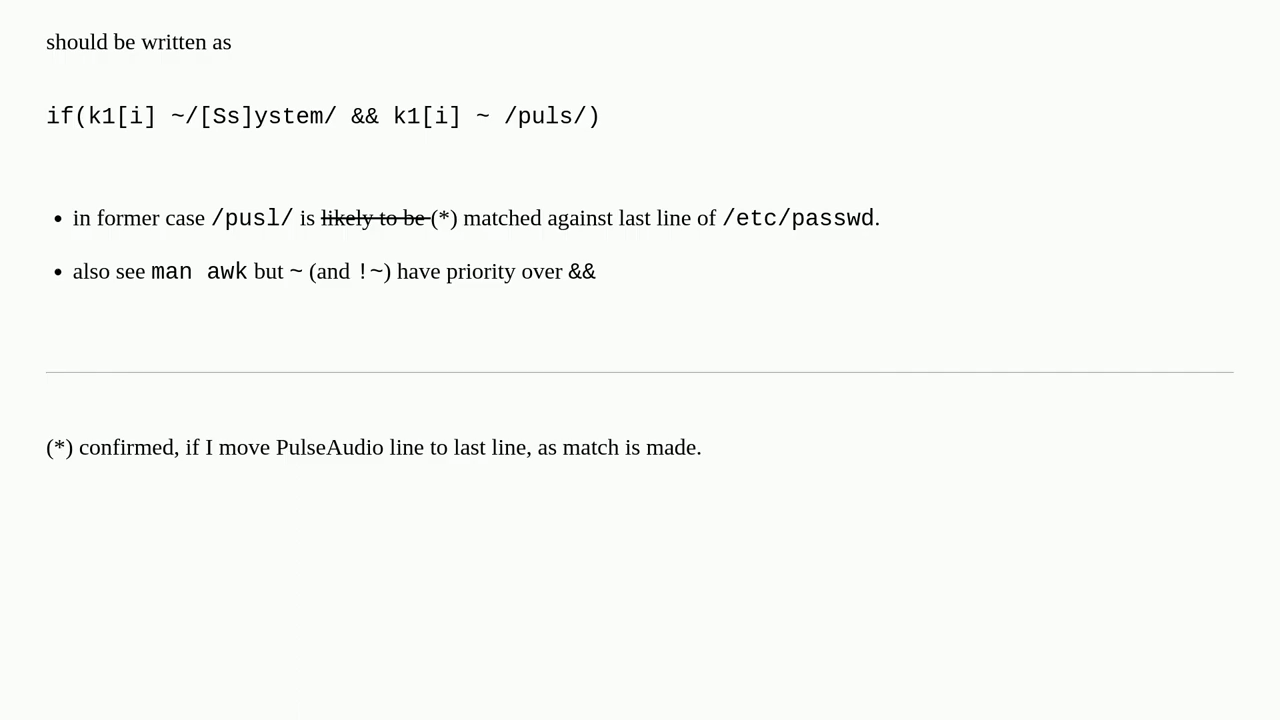 should be written as
if(k1[i] ~/[Ss]ystem/ && k1[i] ~ /puls/)
• in former case /pusl/ is likely to be (*) matched against last line of /etc/passwd.
• also see man awk but ~ (and !~) have priority over &&
(*) confirmed, if I move PulseAudio line to last line, as match is made.